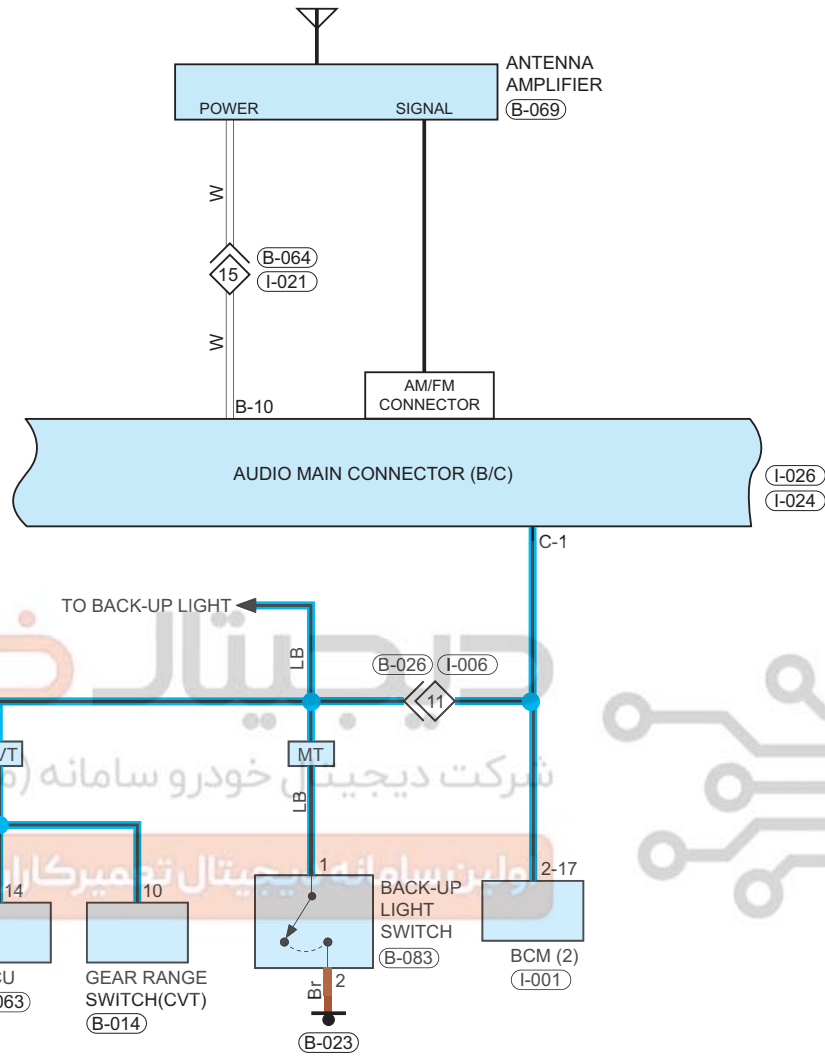 ANTENNA
AMPLIFIER
B-069
POWER
SIGNAL
W
B-064
15
I-021
W
AM/FM
CONNECTOR
B-10
AUDIO MAIN CONNECTOR (B/C)
I-026
I-024
C-1
TO BACK-UP LIGHT
LB
B-026
I-006
11
دیجیتال خ
VT
MT
شرکت دیجیتال خودرو سامانه (م
LB
اولین سامانه دیجیتال تعمیرکاران
14
10
1
2-17
BACK-UP
LIGHT
SWITCH
B-083
BCM (2)
I-001
CU
063
GEAR RANGE
SWITCH(CVT)
B-014
Br
2
B-023